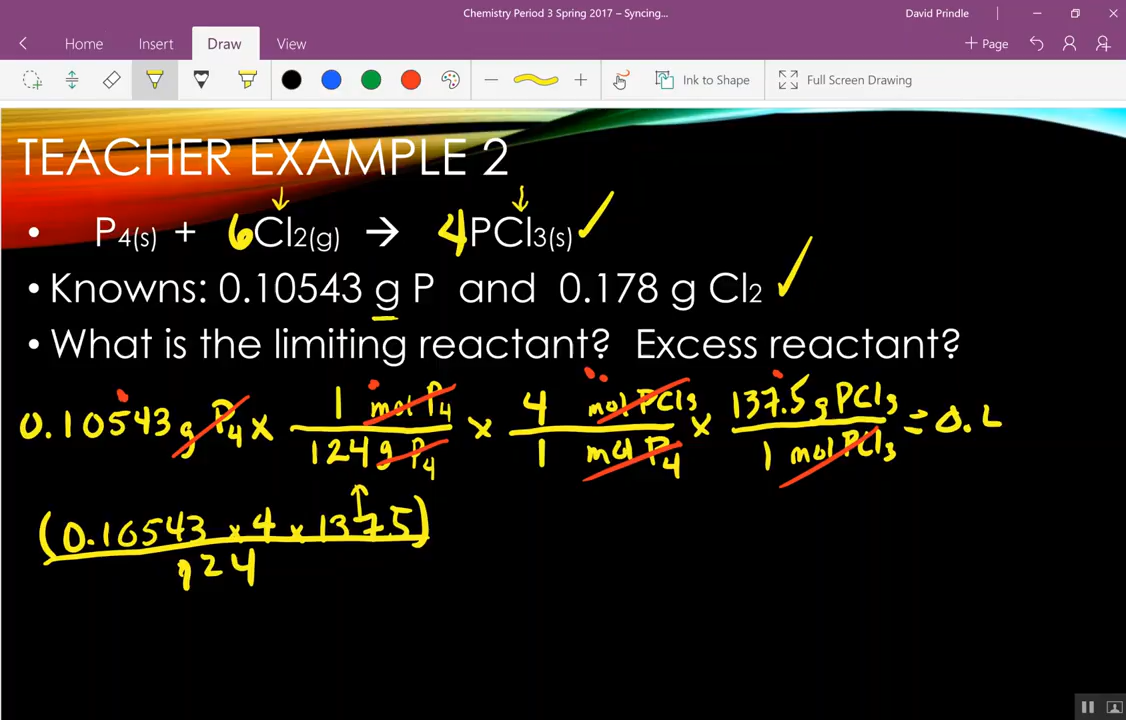 Chemistry Period 3 Spring 2017 – Syncing...
David Prindle
Home Insert Draw View
+ Page
Ink to Shape Full Screen Drawing
TEACHER EXAMPLE 2
• P4(s) + 6Cl2(g) → 4PCl3(s) ✓
• Knowns: 0.10543 g P and 0.178 g Cl2 ✓
• What is the limiting reactant? Excess reactant?
0.10543 g P4 × 1 mol P4 / 124 g P4 × 4 mol PCl3 / 1 mol P4 × 137.5 g PCl3 / 1 mol PCl3 = 0.4
(0.10543 × 4 × 137.5)
124